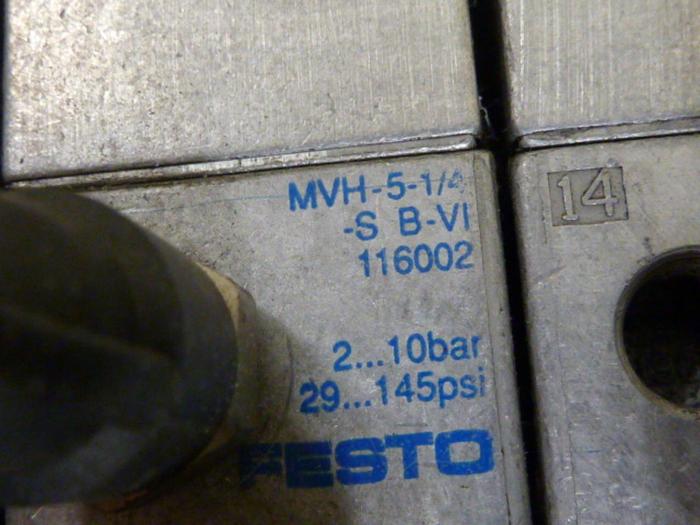 MVH-5-1/4
-S B-VI
116002
2...10bar
29...145psi
FESTO
14